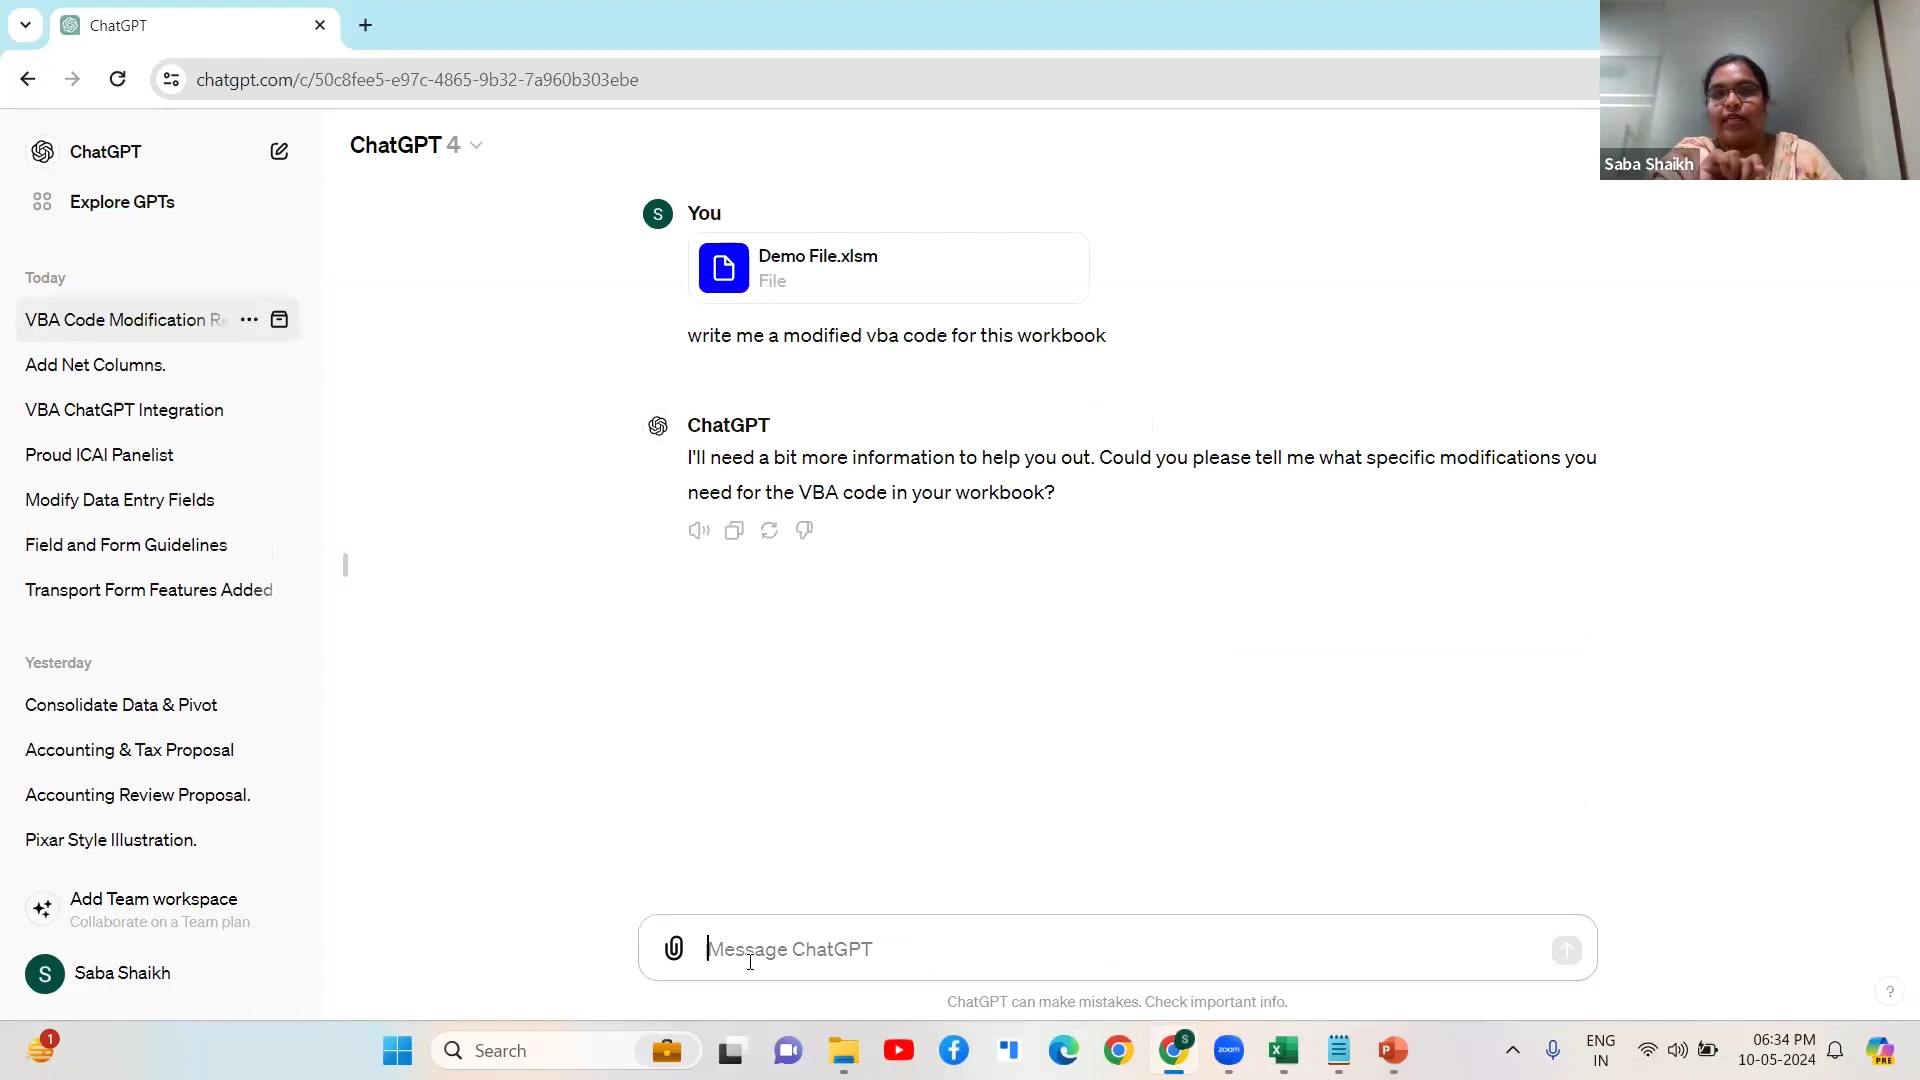 ChatGPT
chatgpt.com/c/50c8fee5-e97c-4865-9b32-7a960b303ebe
Saba Shaikh
ChatGPT
Explore GPTs
Today
VBA Code Modification Re
Add Net Columns.
VBA ChatGPT Integration
Proud ICAI Panelist
Modify Data Entry Fields
Field and Form Guidelines
Transport Form Features Added
Yesterday
Consolidate Data & Pivot
Accounting & Tax Proposal
Accounting Review Proposal.
Pixar Style Illustration.
Add Team workspace
Collaborate on a Team plan
S
Saba Shaikh
ChatGPT 4
S
You
Demo File.xlsm
File
write me a modified vba code for this workbook
ChatGPT
I'll need a bit more information to help you out. Could you please tell me what specific modifications you
need for the VBA code in your workbook?
Message ChatGPT
ChatGPT can make mistakes. Check important info.
?
1
Search
S
zoom
X
P
ENG
IN
06:34 PM
10-05-2024
PRE